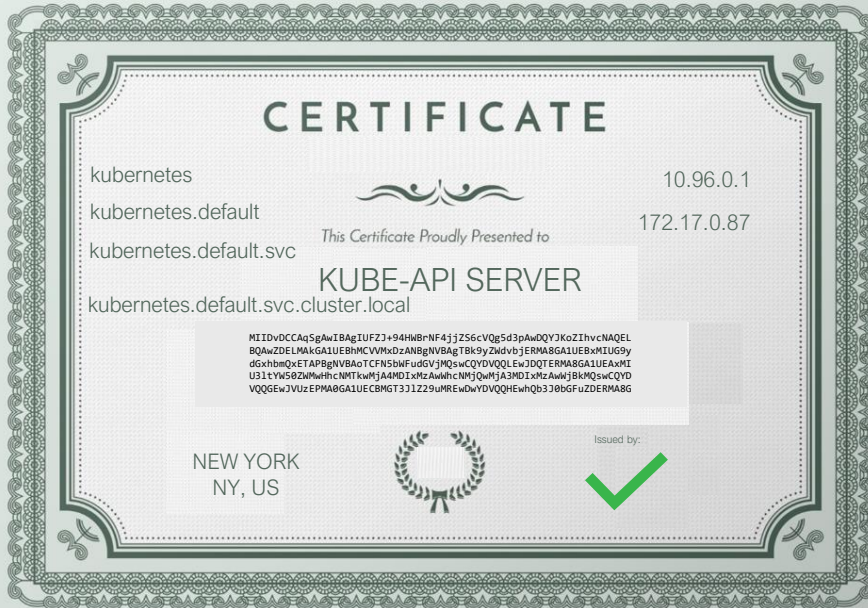 CERTIFICATE
kubernetes
10.96.0.1
kubernetes.default
172.17.0.87
This Certificate Proudly Presented to
kubernetes.default.svc
KUBE-API SERVER
kubernetes.default.svc.cluster.local
MIIDvDCCAqSgAwIBAgIUFZJ+94HWBrNF4jjZS6cVQg5d3pAwDQYJKoZIhvcNAQEL
BQAwZDELMAkGA1UEBhMCVVMxDzANBgNVBAgTBk9yZWdvbjERMA8GA1UEBxMIUG9y
dGxhbmQxETAPBgNVBAoTCFN5bWFudGVjMQswCQYDVQQLEwJDQTERMA8GA1UEAxMI
U3ltYW50ZWMwHhcNMTkwMjA4MDIxMzAwWhcNMjQwMjA3MDIxMzAwWjBkMQswCQYD
VQQGEwJVUzEPMA0GA1UECBMGT3JlZ29uMREwDwYDVQQHEwhQb3J0bGFuZDERMA8G
Issued by:
NEW YORK
NY, US